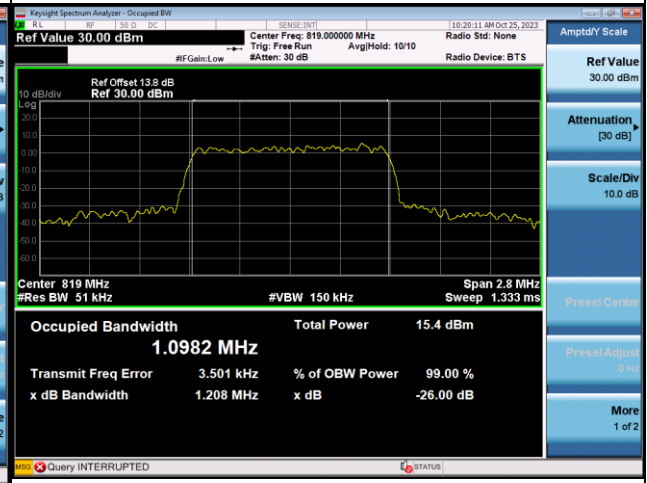 Keysight Spectrum Analyzer - Occupied BW
RL RF 50 Ω DC SENSE:INT 10:20:11 AM Oct 25, 2023
Ref Value 30.00 dBm
Center Freq: 819.000000 MHz
Radio Std: None
Trig: Free Run Avg|Hold: 10/10
#IFGain:Low #Atten: 30 dB Radio Device: BTS
Ref Offset 13.8 dB
10 dB/div Ref 30.00 dBm
Log
20.0
10.0
0.00
-10.0
-20.0
-30.0
-40.0
-50.0
-60.0
Center 819 MHz Span 2.8 MHz
#Res BW 51 kHz #VBW 150 kHz Sweep 1.333 ms
Occupied Bandwidth Total Power 15.4 dBm
1.0982 MHz
Transmit Freq Error 3.501 kHz % of OBW Power 99.00 %
x dB Bandwidth 1.208 MHz x dB -26.00 dB
MSG Query INTERRUPTED STATUS
Amptd/Y Scale
Ref Value
30.00 dBm
Attenuation
[30 dB]
Scale/Div
10.0 dB
Presel Center
Presel Adjust
0 Hz
More
1 of 2